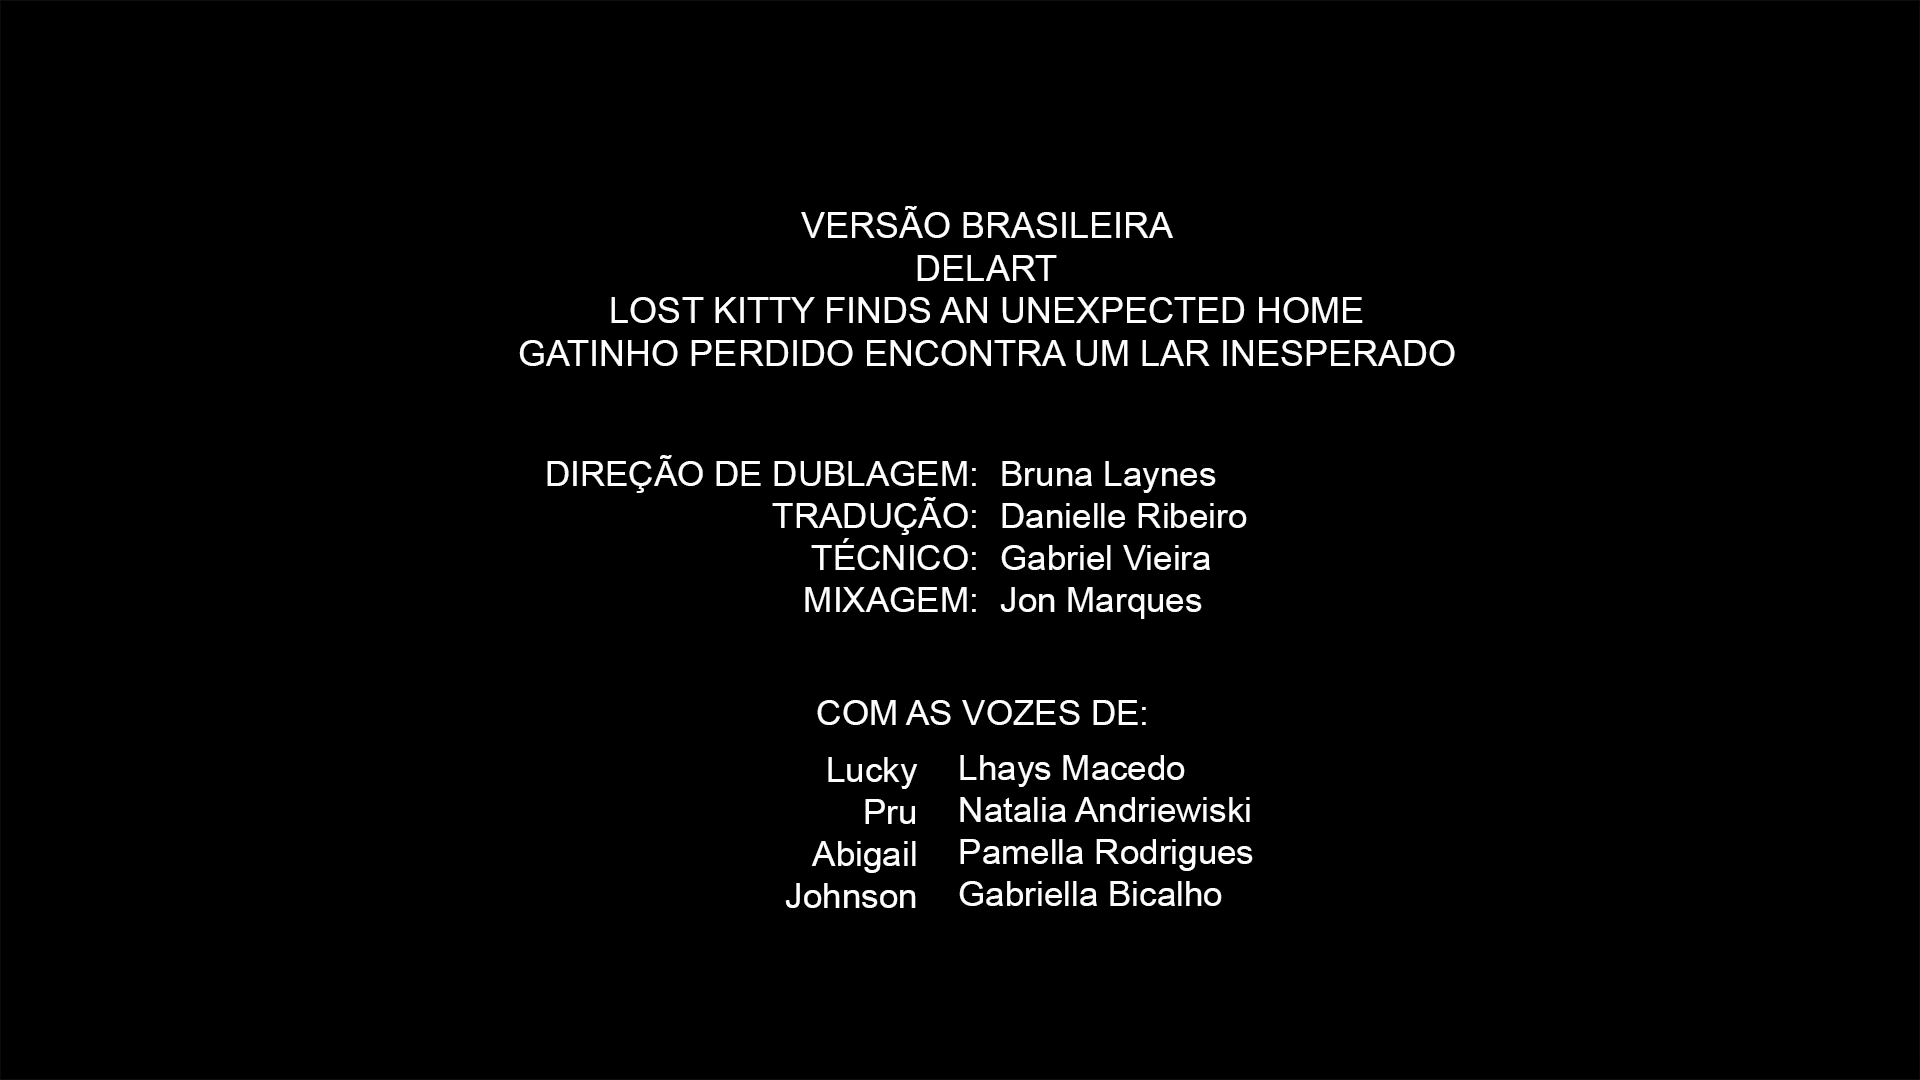 VERSÃO BRASILEIRA
DELART
LOST KITTY FINDS AN UNEXPECTED HOME
GATINHO PERDIDO ENCONTRA UM LAR INESPERADO
DIREÇÃO DE DUBLAGEM: Bruna Laynes
TRADUÇÃO: Danielle Ribeiro
TÉCNICO: Gabriel Vieira
MIXAGEM: Jon Marques
COM AS VOZES DE:
Lucky Lhays Macedo
Pru Natalia Andriewiski
Abigail Pamella Rodrigues
Johnson Gabriella Bicalho